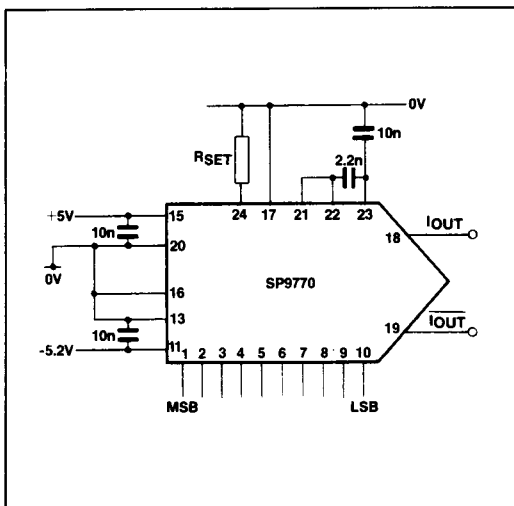 0V
10n
RSET
2.2n
24 17 21 22 23
+5V 15
10n
20
18 IOUT
0V
SP9770
16
13
10n
19 I̅O̅U̅T̅
-5.2V 11
1 2 3 4 5 6 7 8 9 10
MSB LSB